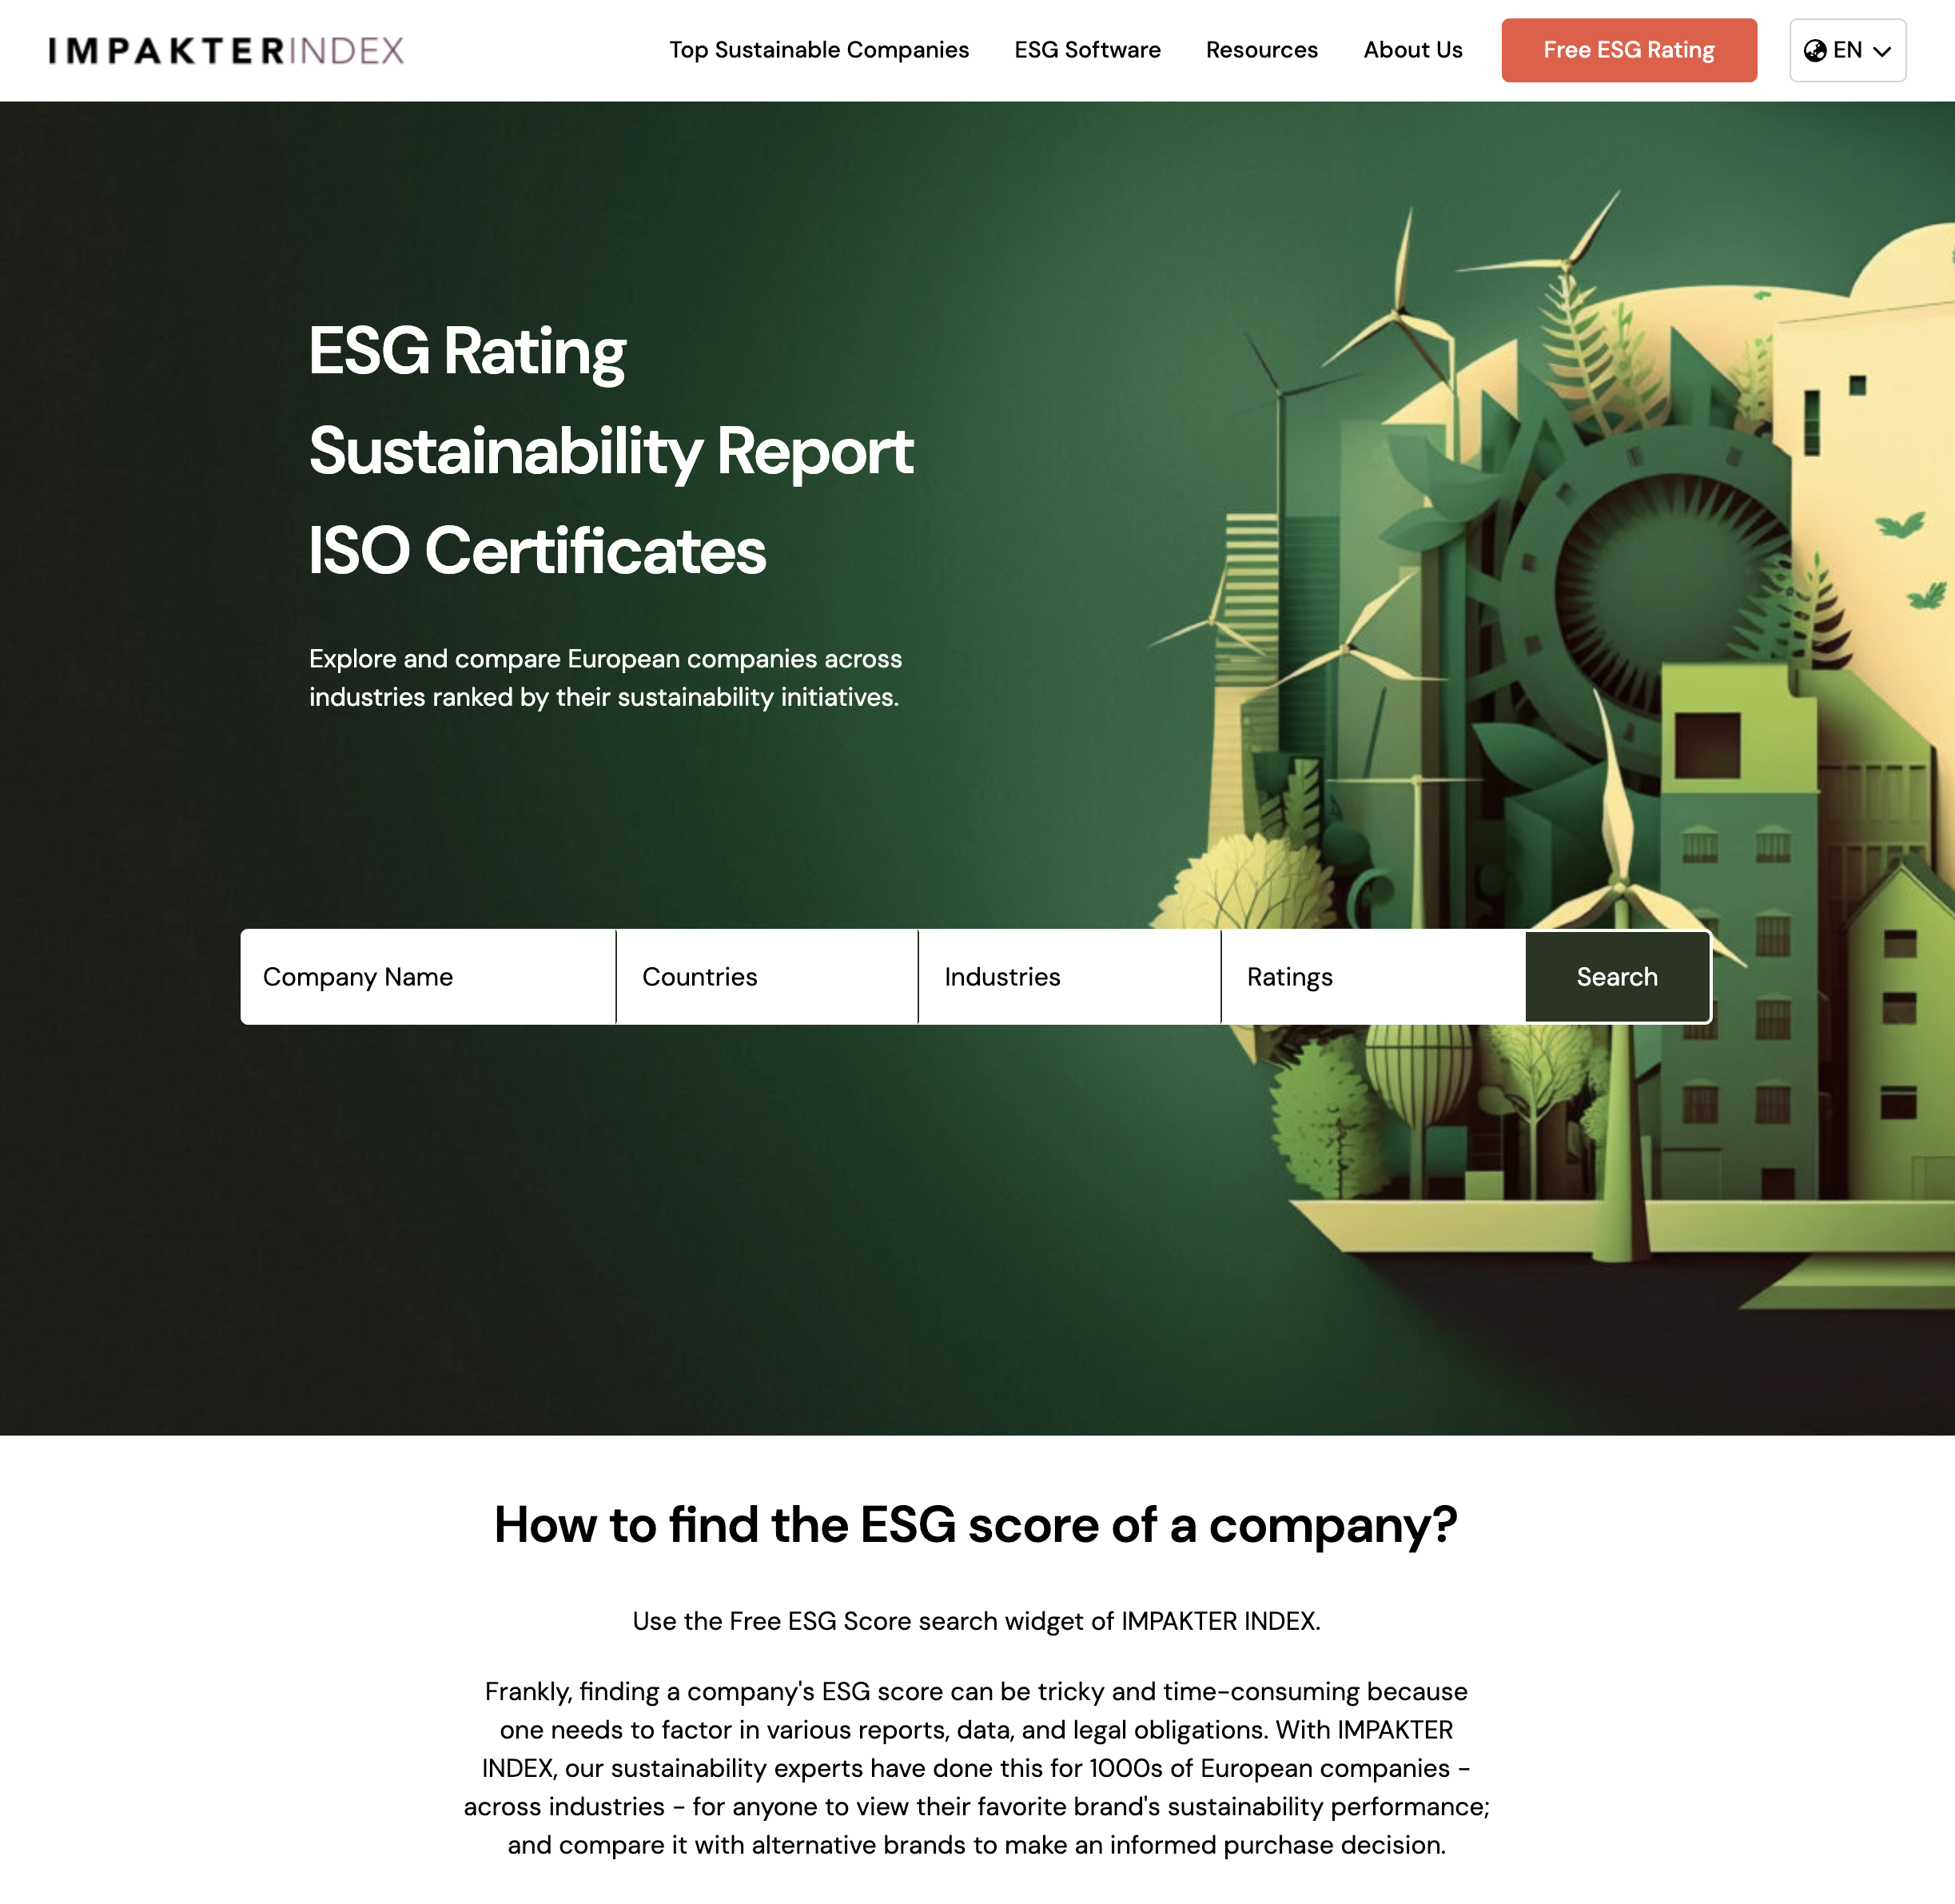 IMPAKTERINDEX
Top Sustainable Companies
ESG Software
Resources
About Us
Free ESG Rating
EN
ESG Rating
Sustainability Report
ISO Certificates
Explore and compare European companies across
industries ranked by their sustainability initiatives.
Company Name
Countries
Industries
Ratings
Search
How to find the ESG score of a company?
Use the Free ESG Score search widget of IMPAKTER INDEX.
Frankly, finding a company's ESG score can be tricky and time-consuming because
one needs to factor in various reports, data, and legal obligations. With IMPAKTER
INDEX, our sustainability experts have done this for 1000s of European companies -
across industries - for anyone to view their favorite brand's sustainability performance;
and compare it with alternative brands to make an informed purchase decision.